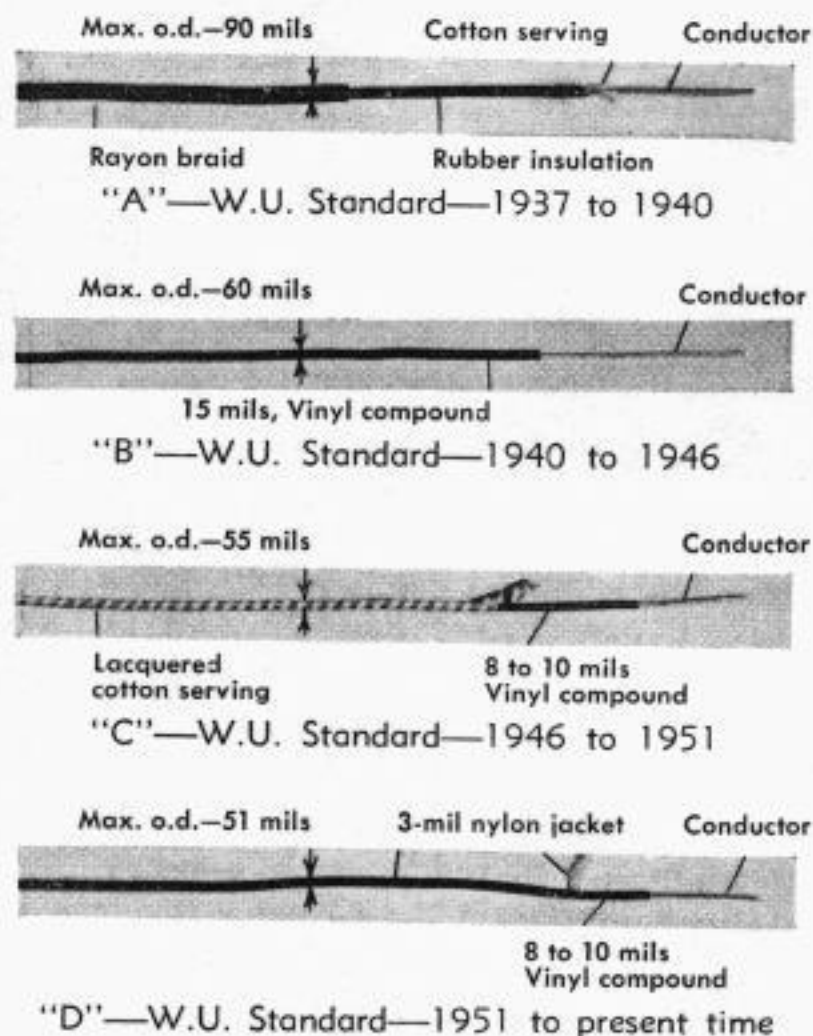 Max. o.d.—90 mils Cotton serving Conductor
Rayon braid Rubber insulation
"A"—W.U. Standard—1937 to 1940
Max. o.d.—60 mils Conductor
15 mils, Vinyl compound
"B"—W.U. Standard—1940 to 1946
Max. o.d.—55 mils Conductor
Lacquered
cotton serving
8 to 10 mils
Vinyl compound
"C"—W.U. Standard—1946 to 1951
Max. o.d.—51 mils 3-mil nylon jacket Conductor
8 to 10 mils
Vinyl compound
"D"—W.U. Standard—1951 to present time